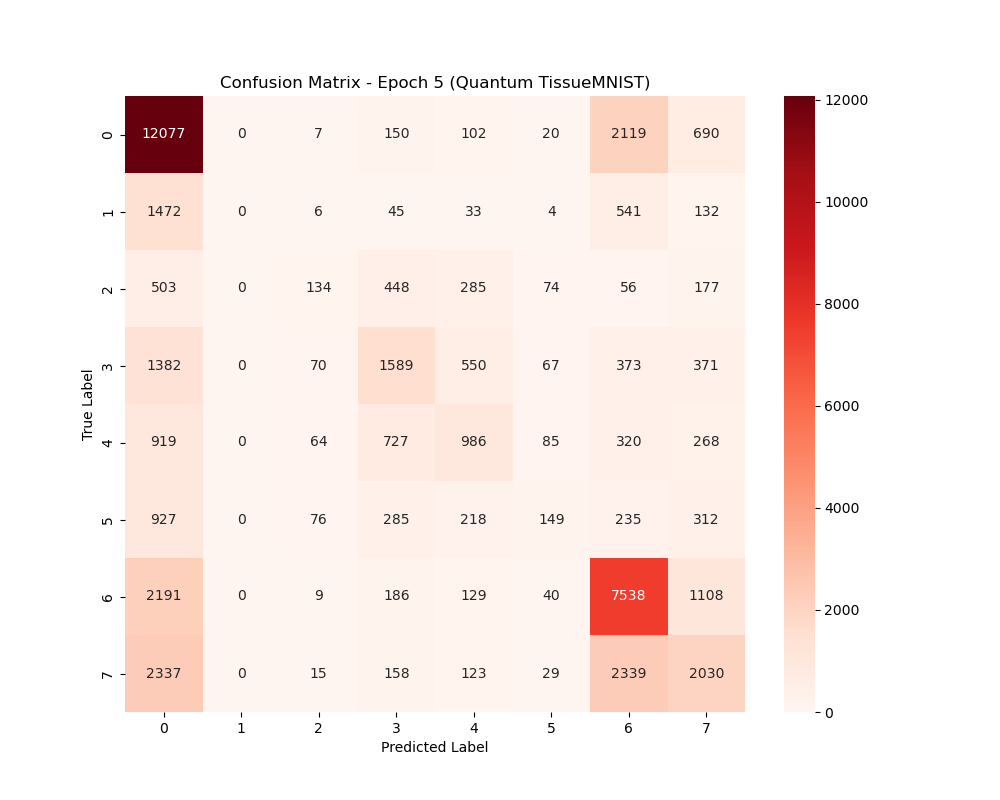 Confusion Matrix - Epoch 5 (Quantum TissueMNIST)
0 12077 0 7 150 102 20 2119 690
1 1472 0 6 45 33 4 541 132
2 503 0 134 448 285 74 56 177
3 1382 0 70 1589 550 67 373 371
4 919 0 64 727 986 85 320 268
5 927 0 76 285 218 149 235 312
6 2191 0 9 186 129 40 7538 1108
7 2337 0 15 158 123 29 2339 2030
0 1 2 3 4 5 6 7
Predicted Label
True Label
12000
10000
8000
6000
4000
2000
0